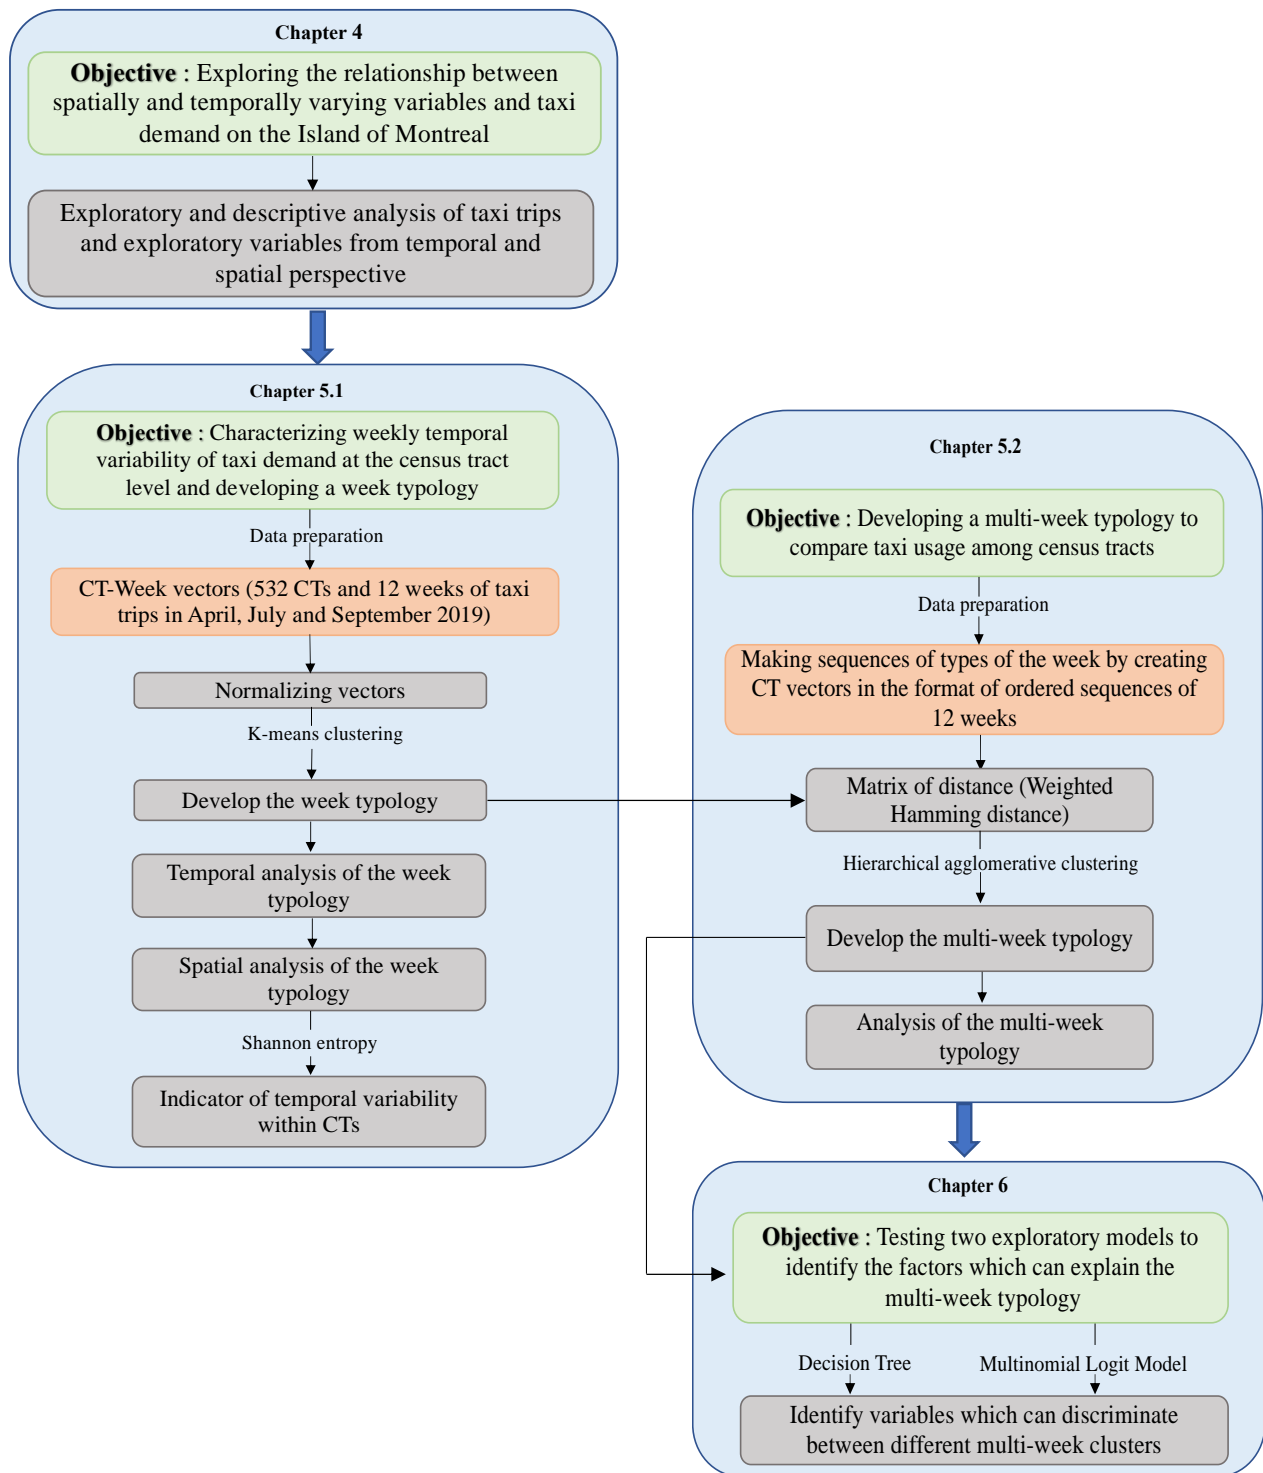 Chapter 4
Objective : Exploring the relationship between
spatially and temporally varying variables and taxi
demand on the Island of Montreal
Exploratory and descriptive analysis of taxi trips
and exploratory variables from temporal and
spatial perspective
Chapter 5.1
Objective : Characterizing weekly temporal
variability of taxi demand at the census tract
level and developing a week typology
Data preparation
CT-Week vectors (532 CTs and 12 weeks of taxi
trips in April, July and September 2019)
Normalizing vectors
K-means clustering
Develop the week typology
Temporal analysis of the week
typology
Spatial analysis of the week
typology
Shannon entropy
Indicator of temporal variability
within CTs
Chapter 5.2
Objective : Developing a multi-week typology to
compare taxi usage among census tracts
Data preparation
Making sequences of types of the week by creating
CT vectors in the format of ordered sequences of
12 weeks
Matrix of distance (Weighted
Hamming distance)
Hierarchical agglomerative clustering
Develop the multi-week typology
Analysis of the multi-week
typology
Chapter 6
Objective : Testing two exploratory models to
identify the factors which can explain the
multi-week typology
Decision Tree
Multinomial Logit Model
Identify variables which can discriminate
between different multi-week clusters